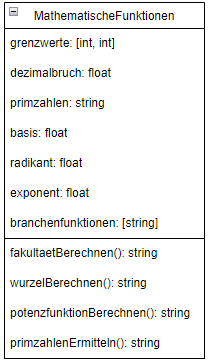 MathematischeFunktionen
grenzwerte: [int, int]
dezimalbruch: float
primzahlen: string
basis: float
radikant: float
exponent: float
branchenfunktionen: [string]
fakultaetBerechnen(): string
wurzelBerechnen(): string
potenzfunktionBerechnen(): string
primzahlenErmitteln(): string